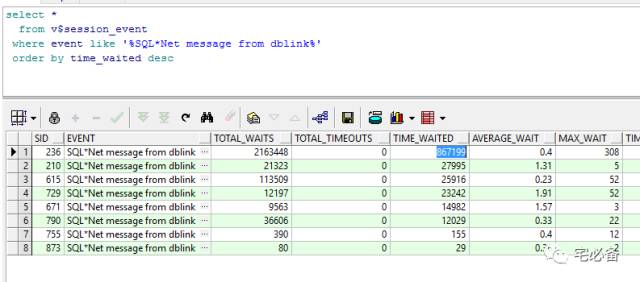 select *
from v$session_event
where event like '%SQL*Net message from dblink%'
order by time_waited desc
SID EVENT TOTAL_WAITS TOTAL_TIMEOUTS TIME_WAITED AVERAGE_WAIT MAX_WAIT TIM
1 236 SQL*Net message from dblink ... 2163448 0 867199 0.4 308
2 210 SQL*Net message from dblink ... 21323 0 27995 1.31 5
3 615 SQL*Net message from dblink ... 113509 0 25916 0.23 52
4 729 SQL*Net message from dblink ... 12197 0 23242 1.91 52
5 671 SQL*Net message from dblink ... 9563 0 14982 1.57 3
6 790 SQL*Net message from dblink ... 36606 0 12029 0.33 22
7 755 SQL*Net message from dblink ... 390 0 155 0.4 12
8 873 SQL*Net message from dblink ... 80 0 29 2
宅必备